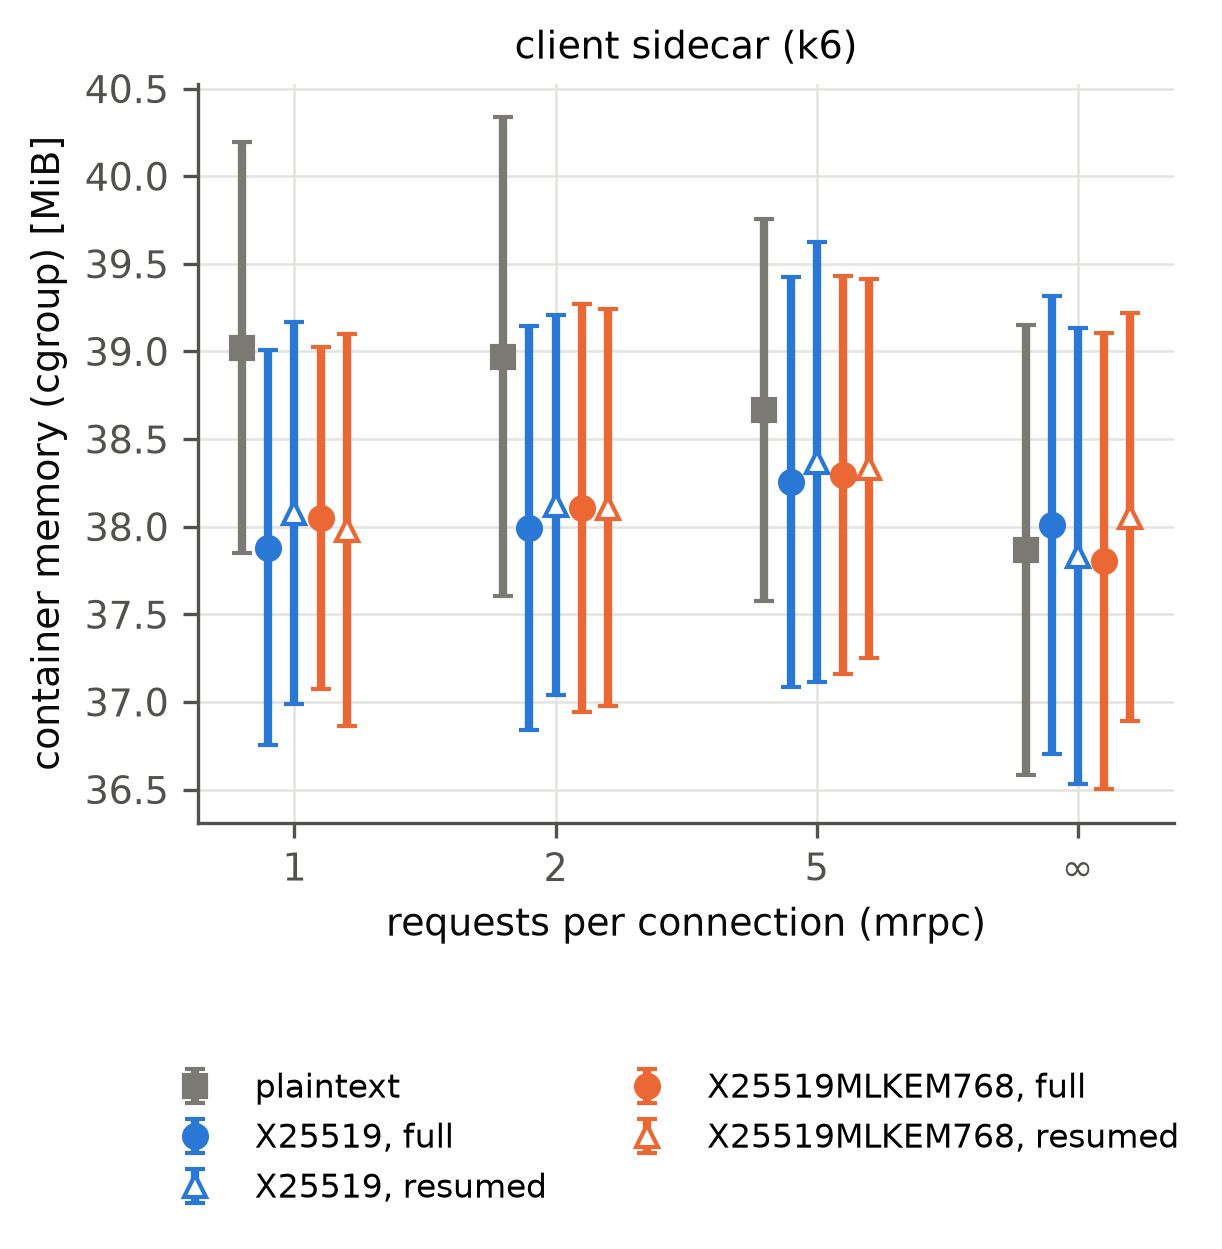 client sidecar (k6)
container memory (cgroup) [MiB]
40.5
40.0
39.5
39.0
38.5
38.0
37.5
37.0
36.5
1 2 5 ∞
requests per connection (mrpc)
plaintext
X25519, full
X25519, resumed
X25519MLKEM768, full
X25519MLKEM768, resumed